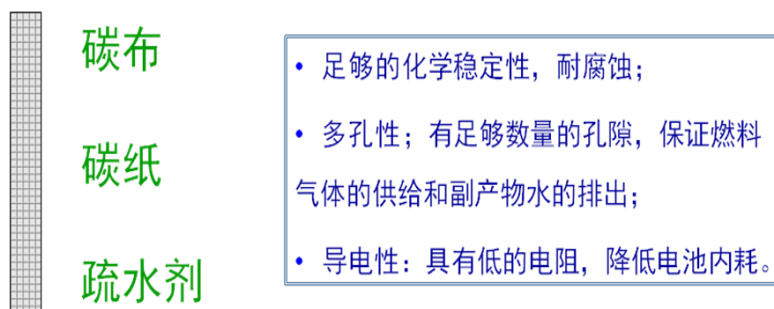 碳布
碳纸
疏水剂
• 足够的化学稳定性，耐腐蚀；
• 多孔性；有足够数量的孔隙，保证燃料
气体的供给和副产物水的排出；
• 导电性：具有低的电阻，降低电池内耗。